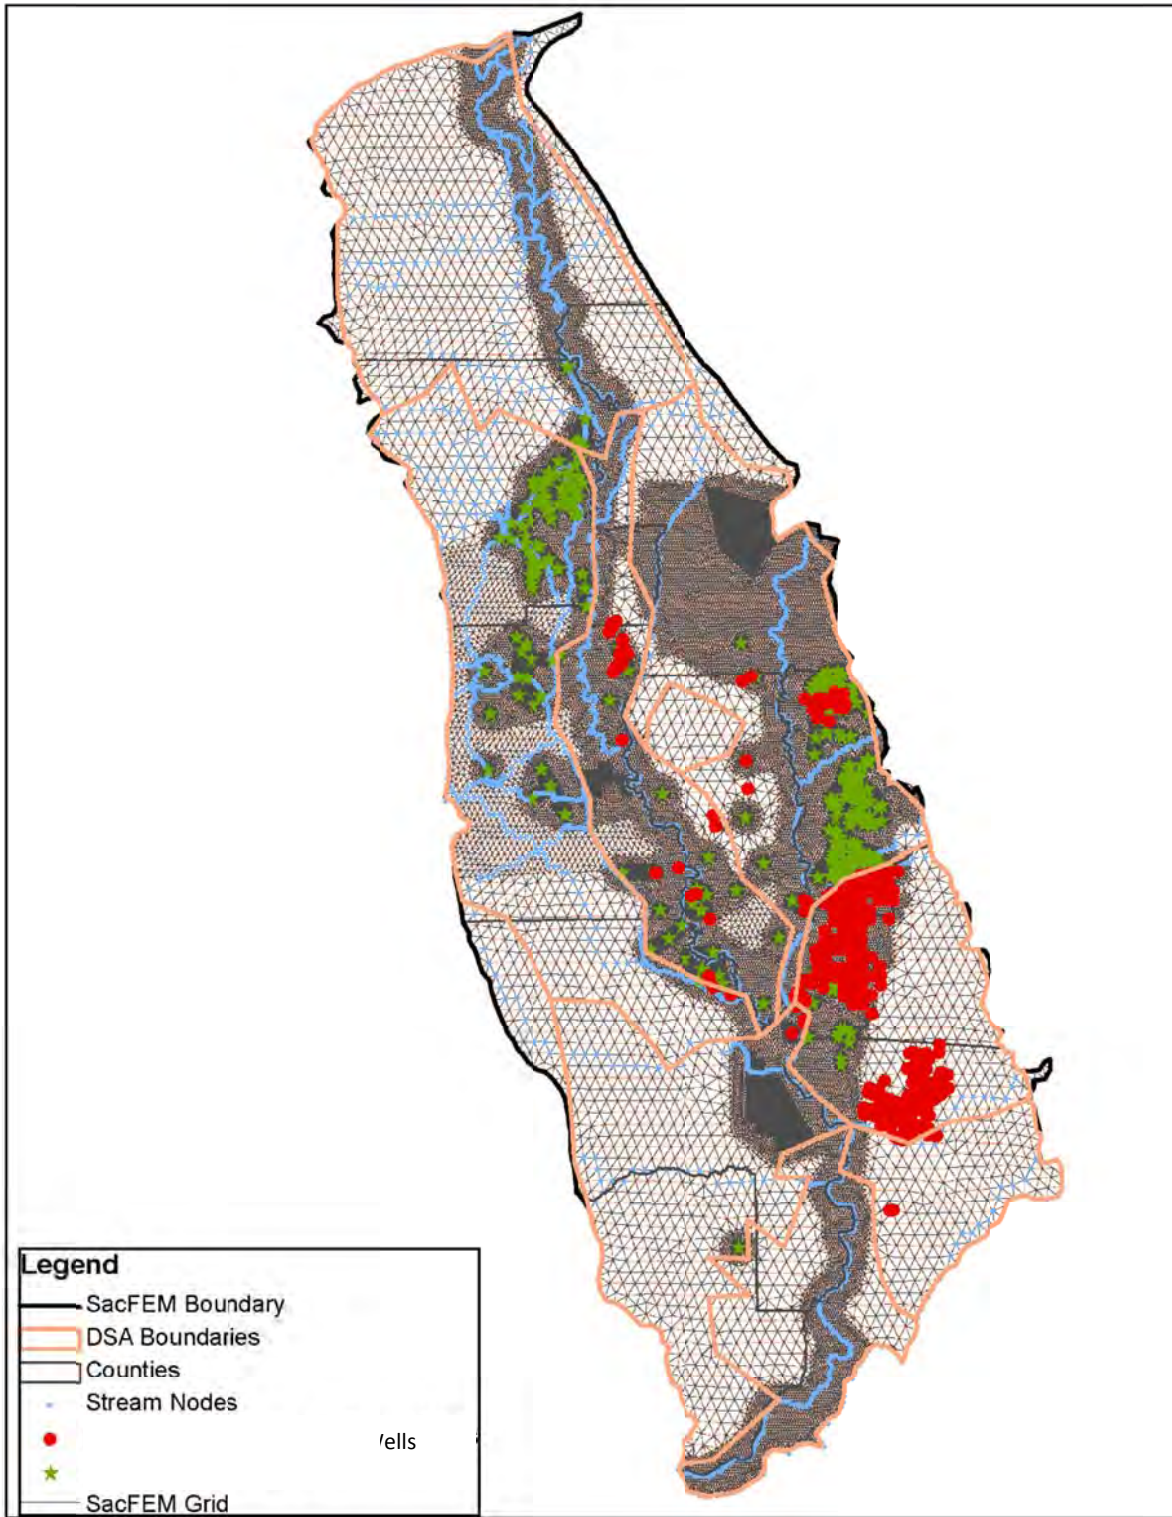 Legend
SacFEM Boundary
DSA Boundaries
Counties
Stream Nodes
ells
SacFEM Grid